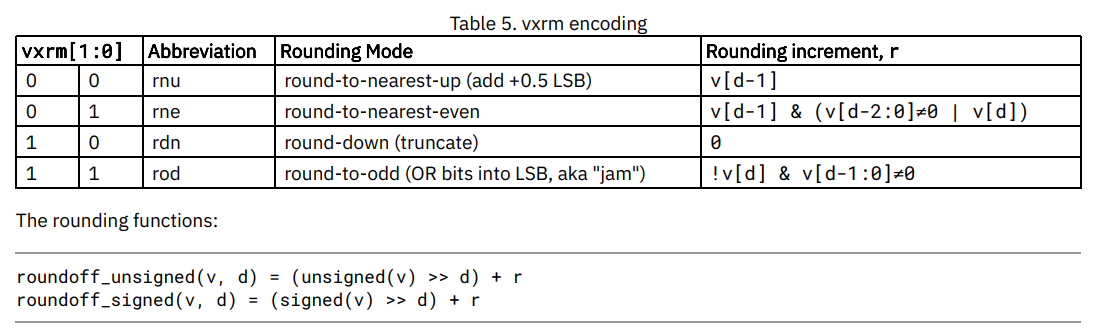 Table 5. vxrm encoding
vxrm[1:0] Abbreviation Rounding Mode Rounding increment, r
0 0 rnu round-to-nearest-up (add +0.5 LSB) v[d-1]
0 1 rne round-to-nearest-even v[d-1] & (v[d-2:0]≠0 | v[d])
1 0 rdn round-down (truncate) 0
1 1 rod round-to-odd (OR bits into LSB, aka "jam") !v[d] & v[d-1:0]≠0
The rounding functions:
roundoff_unsigned(v, d) = (unsigned(v) >> d) + r
roundoff_signed(v, d) = (signed(v) >> d) + r